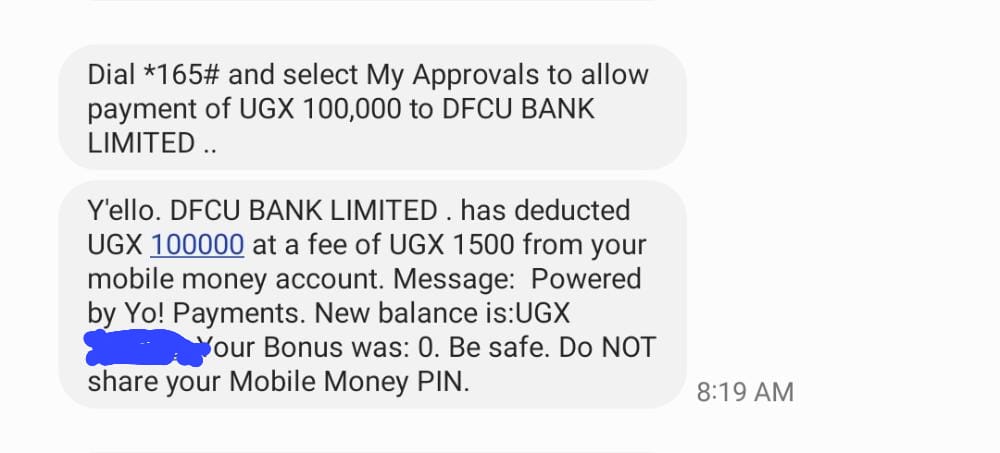 Dial *165# and select My Approvals to allow
payment of UGX 100,000 to DFCU BANK
LIMITED ..
Y'ello. DFCU BANK LIMITED . has deducted
UGX 100000 at a fee of UGX 1500 from your
mobile money account. Message: Powered
by Yo! Payments. New balance is:UGX
Your Bonus was: 0. Be safe. Do NOT
share your Mobile Money PIN.
8:19 AM